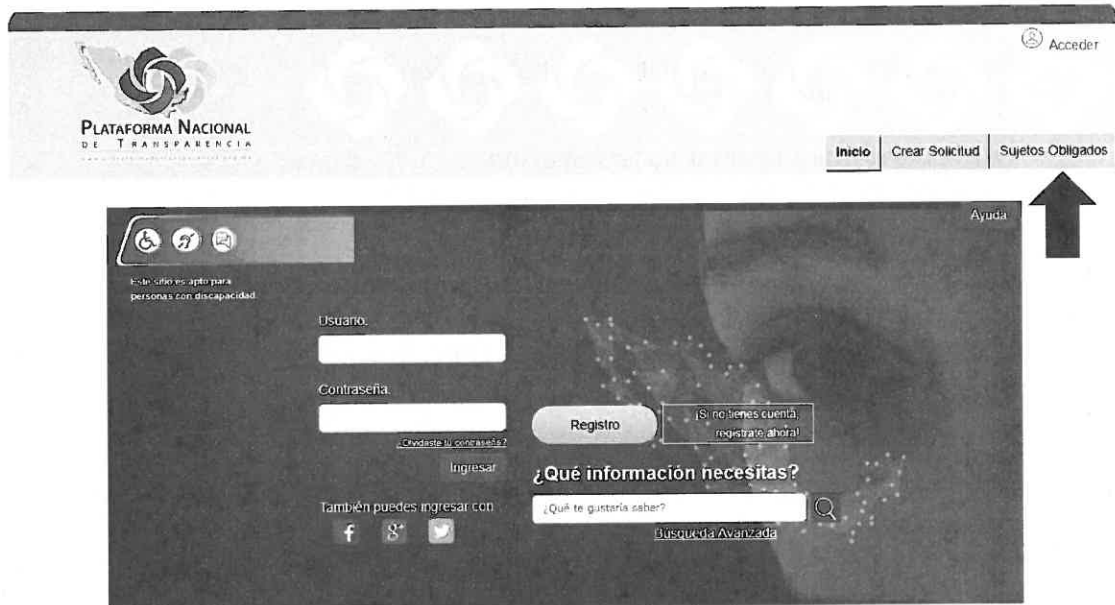 Acceder
PLATAFORMA NACIONAL
DE TRANSPARENCIA
Inicio Crear Solicitud Sujetos Obligados
Ayuda
Este sitio es apto para
personas con discapacidad.
Usuario.
Contraseña.
¿Olvidaste tu contraseña?
Ingresar
También puedes ingresar con
f g+
Registro
¡Si no tienes cuenta,
regístrate ahora!
¿Qué información necesitas?
¿Qué te gustaría saber?
Búsqueda Avanzada